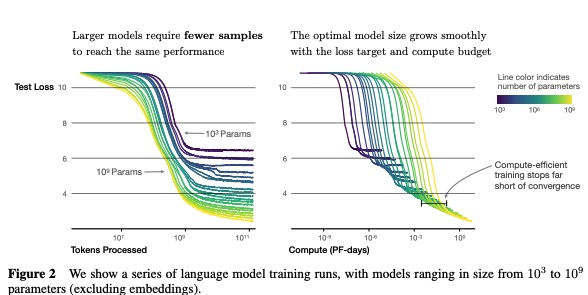 Larger models require fewer samples
to reach the same performance
The optimal model size grows smoothly
with the loss target and compute budget
Test Loss
10
8
6
4
10³ Params
10⁹ Params
10⁷
10⁹
10¹¹
Tokens Processed
10
8
6
4
10⁻⁹
10⁻⁶
10⁻³
10⁰
Compute (PF-days)
Line color indicates
number of parameters
10³
10⁶
10⁹
Compute-efficient
training stops far
short of convergence
Figure 2 We show a series of language model training runs, with models ranging in size from 10³ to 10⁹
parameters (excluding embeddings).